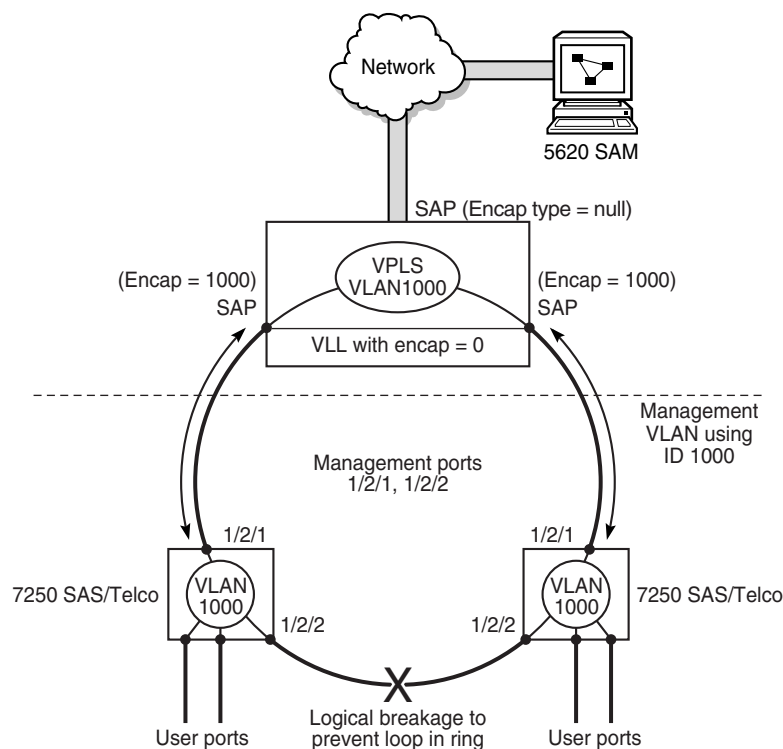 Network
5620 SAM
SAP (Encap type = null)
(Encap = 1000)
SAP
VPLS
VLAN1000
(Encap = 1000)
SAP
VLL with encap = 0
Management
VLAN using
ID 1000
Management ports
1/2/1, 1/2/2
1/2/1
1/2/1
7250 SAS/Telco
VLAN
1000
1/2/2
1/2/2
VLAN
1000
7250 SAS/Telco
X
User ports
Logical breakage to
prevent loop in ring
User ports